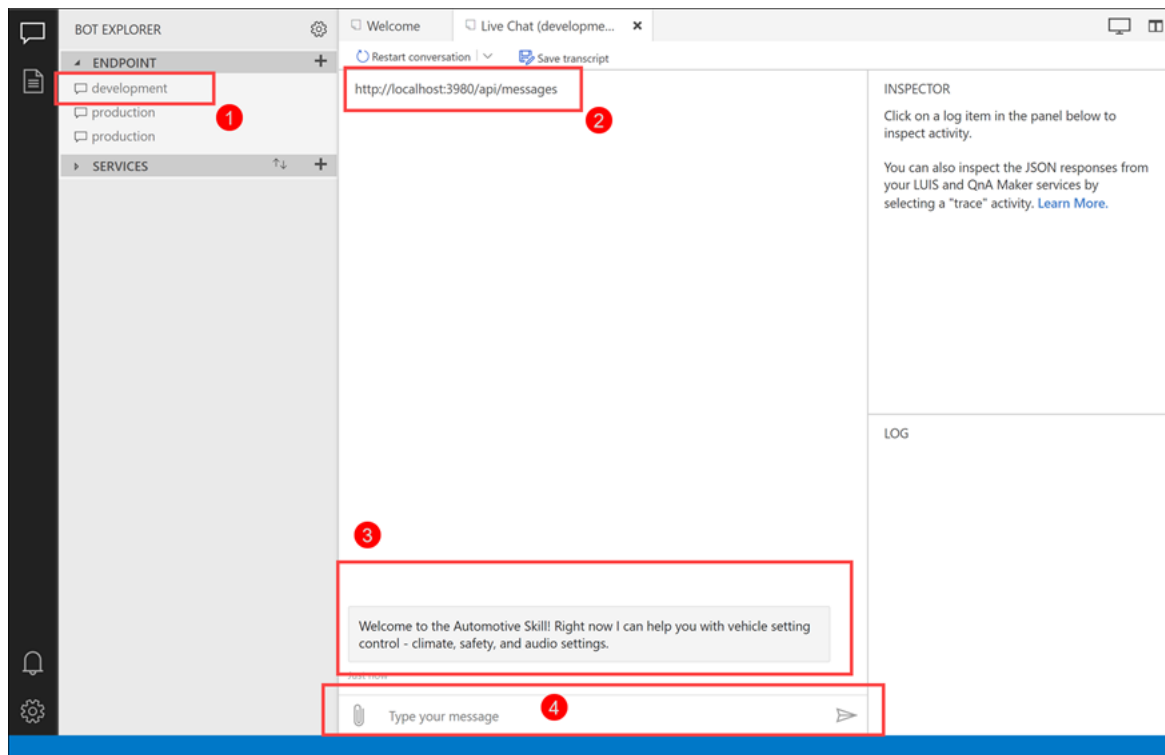 BOT EXPLORER
Welcome
Live Chat (developme...
ENDPOINT
Restart conversation
Save transcript
development
1
http://localhost:3980/api/messages
2
production
production
SERVICES
INSPECTOR
Click on a log item in the panel below to
inspect activity.
You can also inspect the JSON responses from
your LUIS and QnA Maker services by
selecting a "trace" activity. Learn More.
LOG
3
Welcome to the Automotive Skill! Right now I can help you with vehicle setting
control - climate, safety, and audio settings.
Just now
Type your message
4